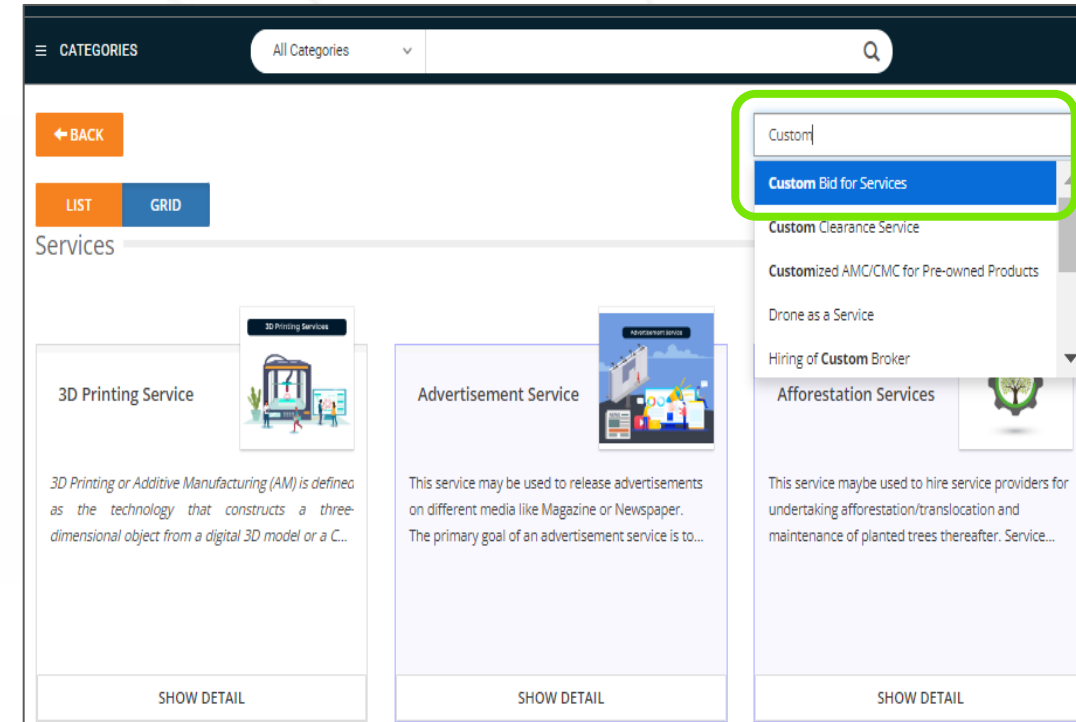 CATEGORIES
All Categories
BACK
Custom
Custom Bid for Services
LIST GRID
Custom Clearance Service
Services
Customized AMC/CMC for Pre-owned Products
Drone as a Service
Hiring of Custom Broker
3D Printing Services
Advertisement Service
3D Printing Service
Advertisement Service
Afforestation Services
3D Printing or Additive Manufacturing (AM) is defined
as the technology that constructs a three-
dimensional object from a digital 3D model or a C...
This service may be used to release advertisements
on different media like Magazine or Newspaper.
The primary goal of an advertisement service is to...
This service maybe used to hire service providers for
undertaking afforestation/translocation and
maintenance of planted trees thereafter. Service...
SHOW DETAIL
SHOW DETAIL
SHOW DETAIL